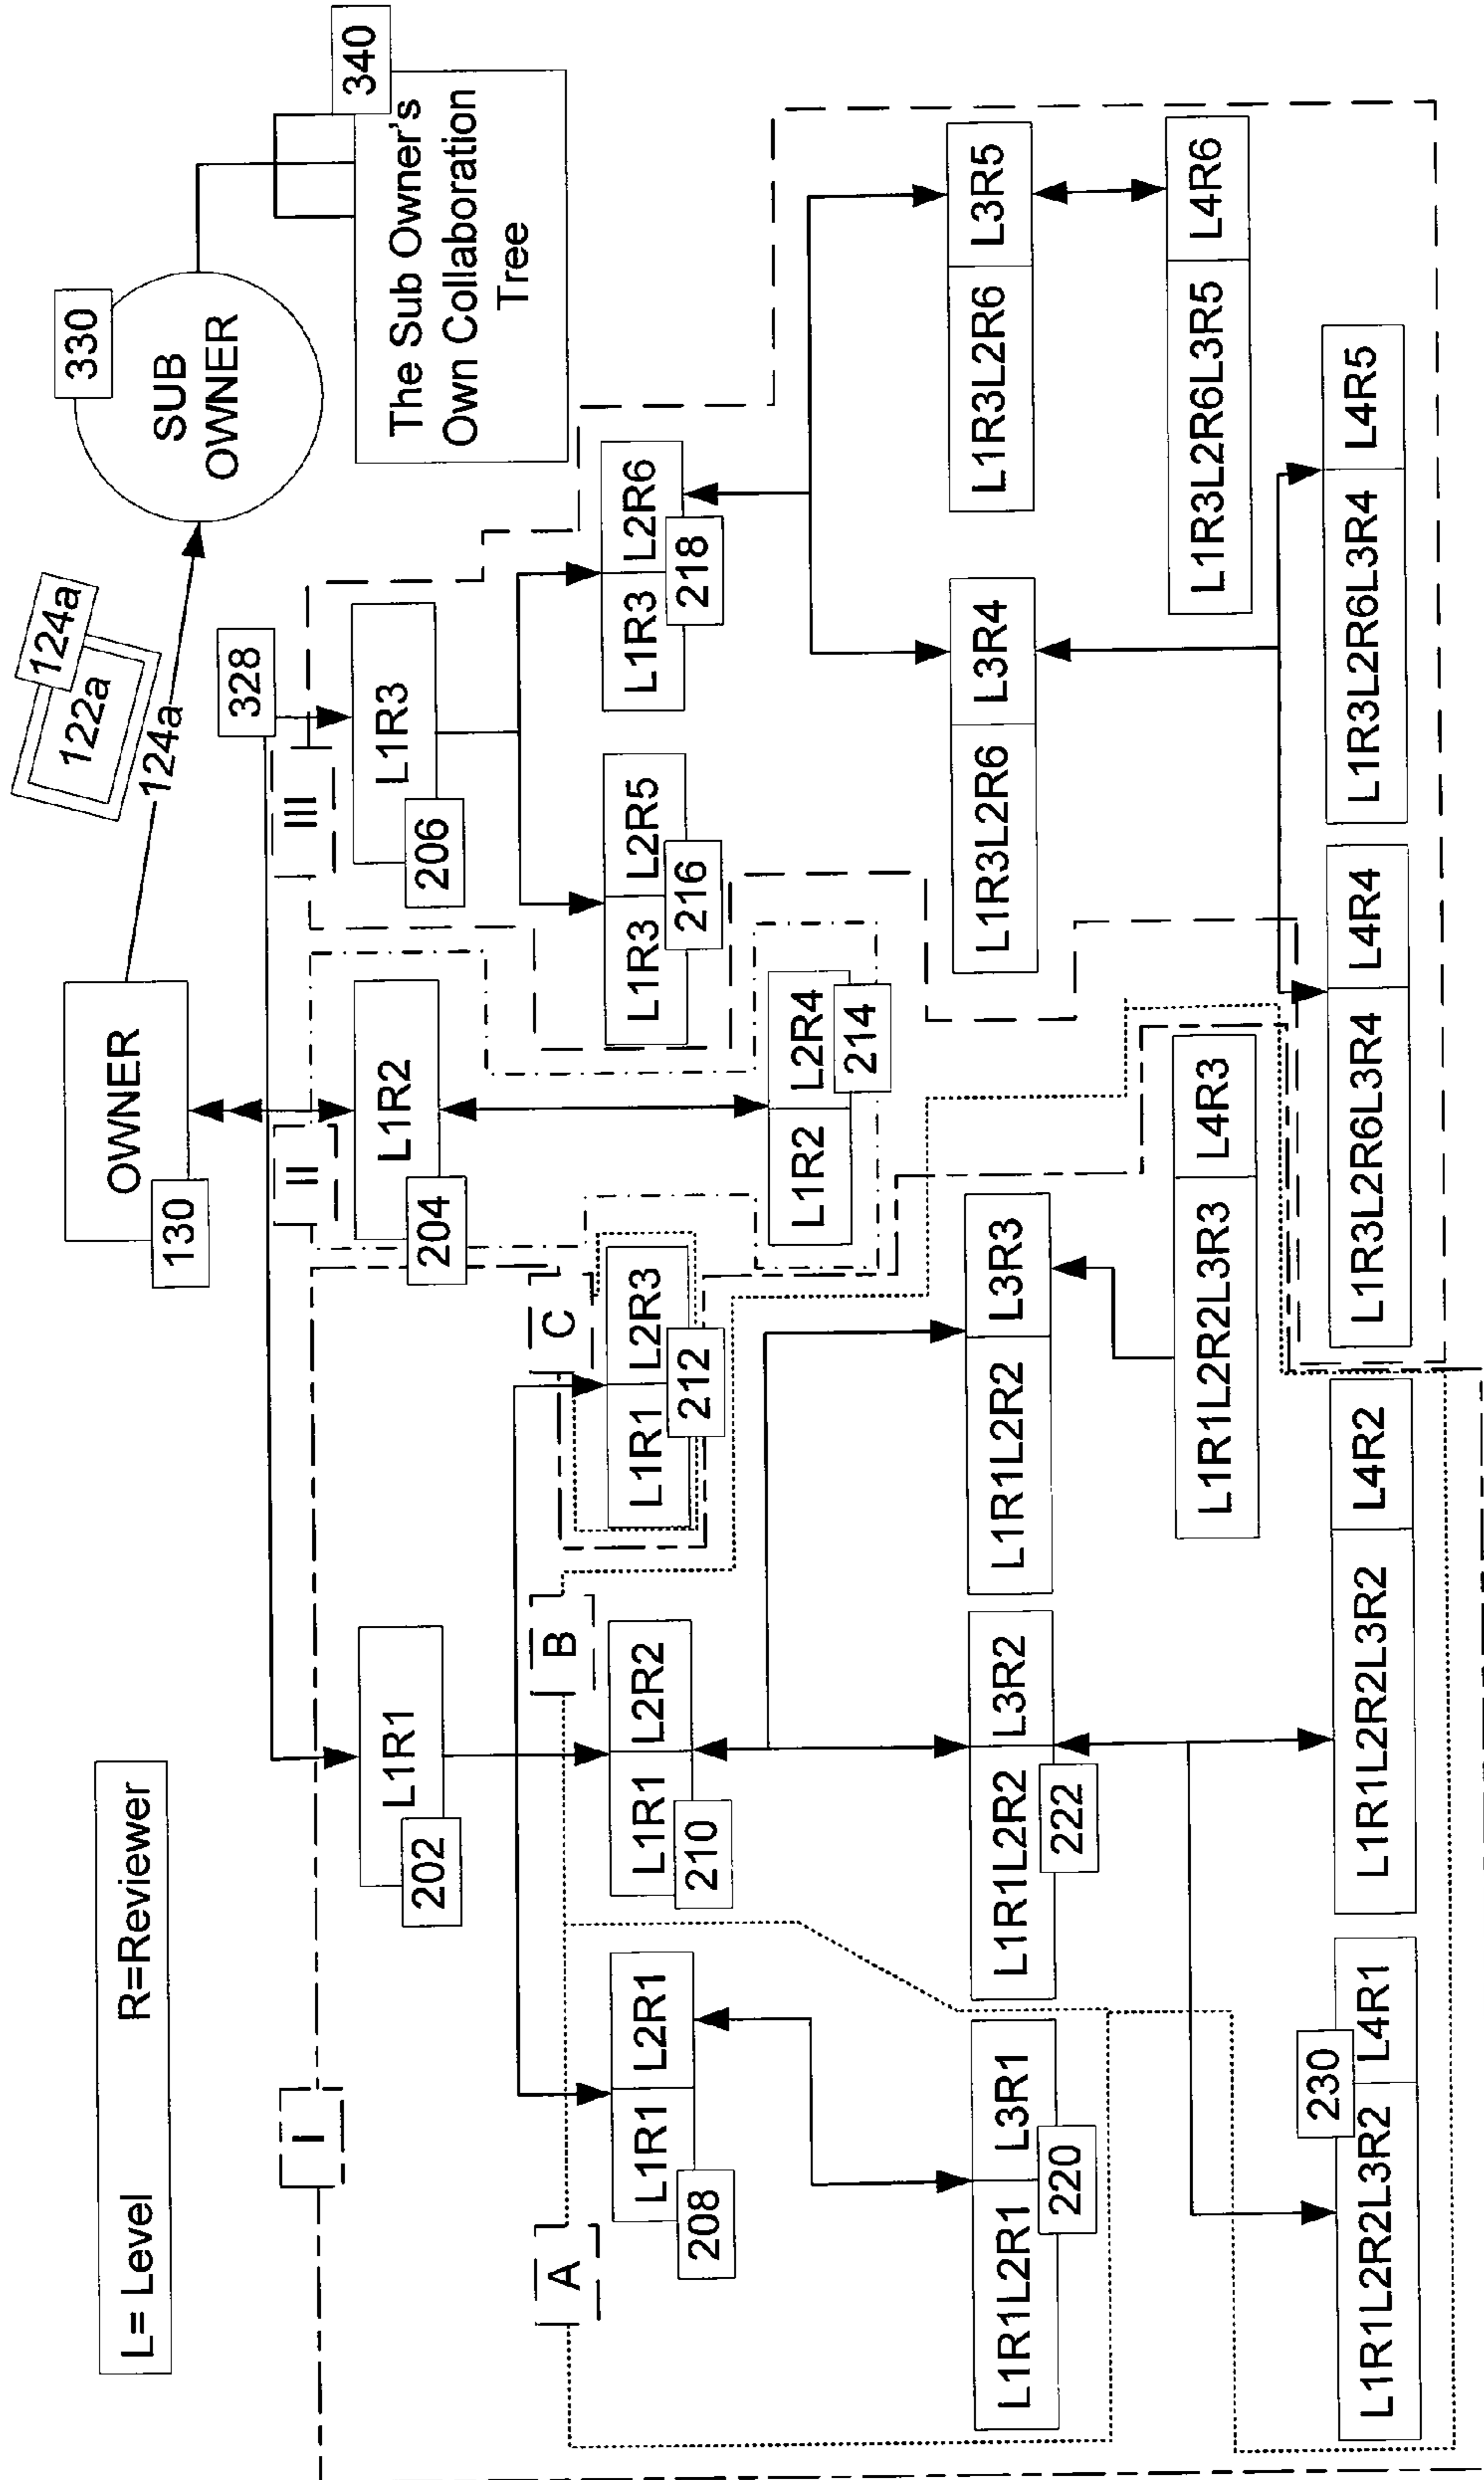 L= Level R=Reviewer
OWNER
130
122a
124a
124a
SUB
OWNER
330
340
The Sub Owner's
Own Collaboration
Tree
328
I
II
III
L1R1
202
L1R2
204
L1R3
206
A
B
C
L1R1 L2R1
208
L1R1 L2R2
210
L1R1 L2R3
212
L1R3 L2R5
216
L1R3 L2R6
218
L1R2 L2R4
214
L1R1L2R1 L3R1
220
L1R1L2R2 L3R2
222
L1R1L2R2 L3R3
L1R3L2R6 L3R4
L1R3L2R6 L3R5
L1R1L2R2L3R3 L4R3
L1R3L2R6L3R5 L4R6
230
L1R1L2R2L3R2 L4R1
L1R1L2R2L3R2 L4R2
L1R3L2R6L3R4 L4R4
L1R3L2R6L3R4 L4R5